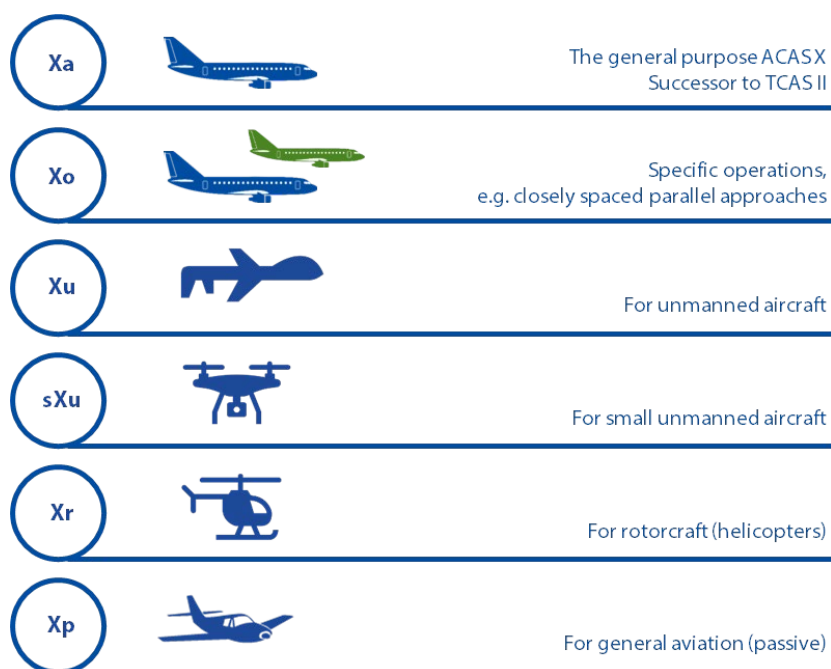 Xa
The general purpose ACAS X
Successor to TCAS II
Xo
Specific operations,
e.g. closely spaced parallel approaches
Xu
For unmanned aircraft
sXu
For small unmanned aircraft
Xr
For rotorcraft (helicopters)
Xp
For general aviation (passive)